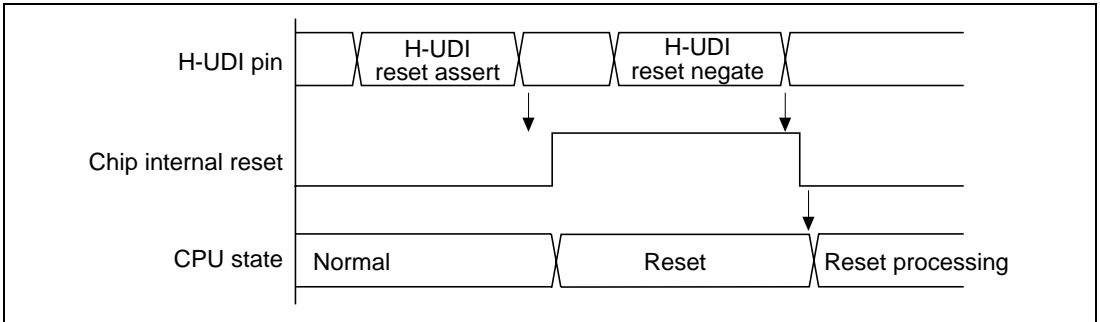 H-UDI pin
H-UDI
reset assert
H-UDI
reset negate
Chip internal reset
CPU state
Normal
Reset
Reset processing